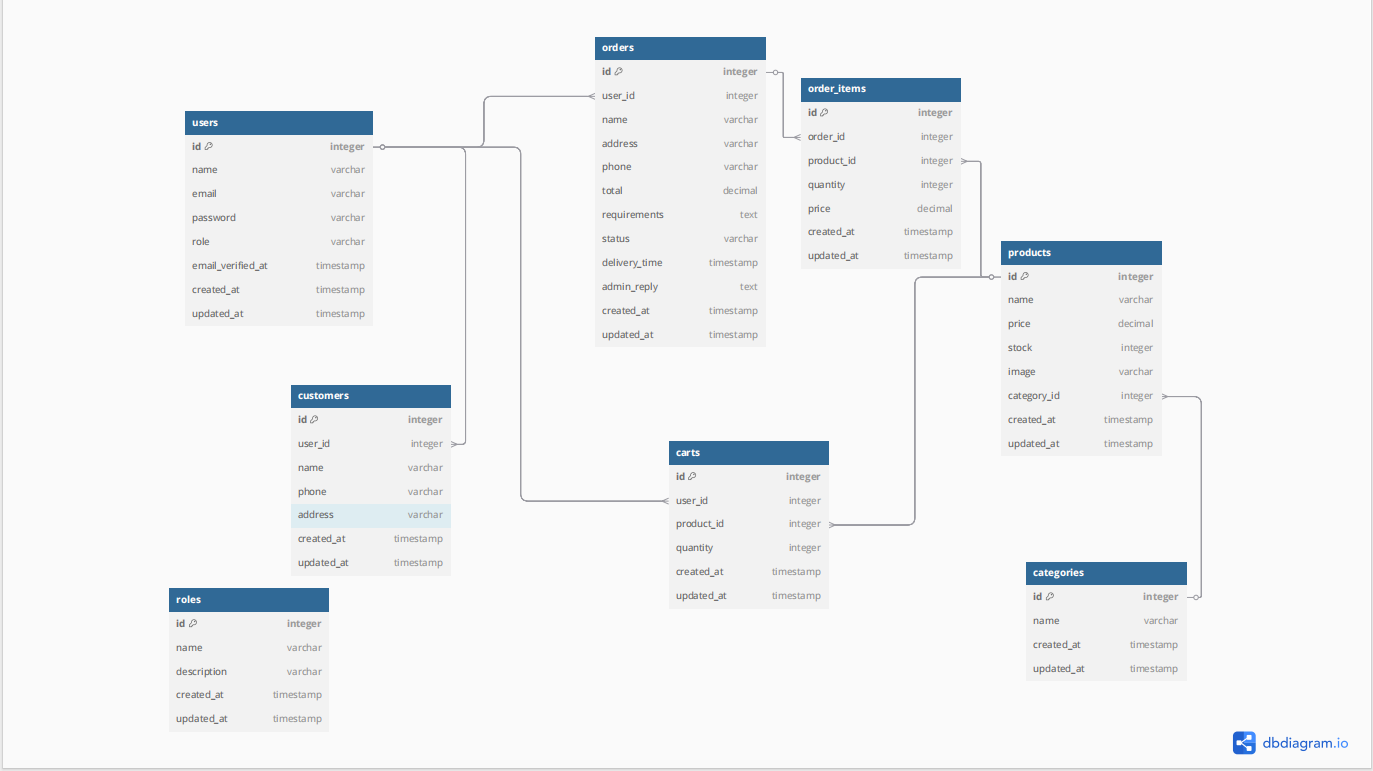 orders
id integer
user_id integer
name varchar
address varchar
phone varchar
total decimal
requirements text
status varchar
delivery_time timestamp
admin_reply text
created_at timestamp
updated_at timestamp
order_items
id integer
order_id integer
product_id integer
quantity integer
price decimal
created_at timestamp
updated_at timestamp
users
id integer
name varchar
email varchar
password varchar
role varchar
email_verified_at timestamp
created_at timestamp
updated_at timestamp
products
id integer
name varchar
price decimal
stock integer
image varchar
category_id integer
created_at timestamp
updated_at timestamp
customers
id integer
user_id integer
name varchar
phone varchar
address varchar
created_at timestamp
updated_at timestamp
carts
id integer
user_id integer
product_id integer
quantity integer
created_at timestamp
updated_at timestamp
categories
id integer
name varchar
created_at timestamp
updated_at timestamp
roles
id integer
name varchar
description varchar
created_at timestamp
updated_at timestamp
dbdiagram.io